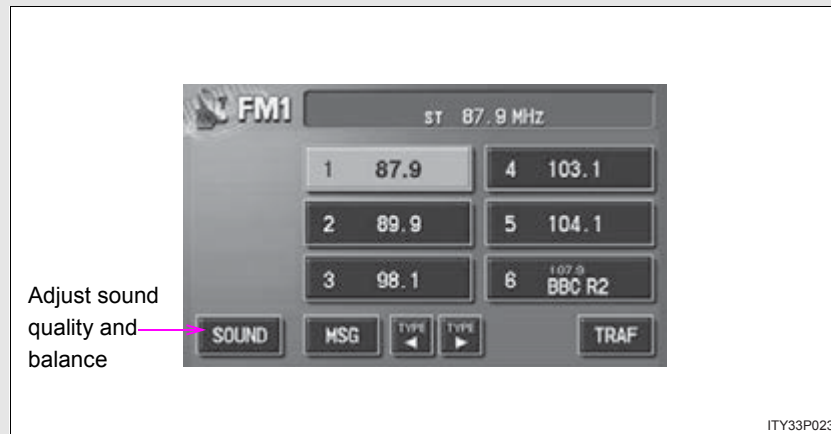 FM1
ST 87.9 MHz
1 87.9
4 103.1
2 89.9
5 104.1
3 98.1
6 107.9 BBC R2
Adjust sound
quality and
balance
SOUND
MSG
TYPE ◄
TYPE ►
TRAF
ITY33P023